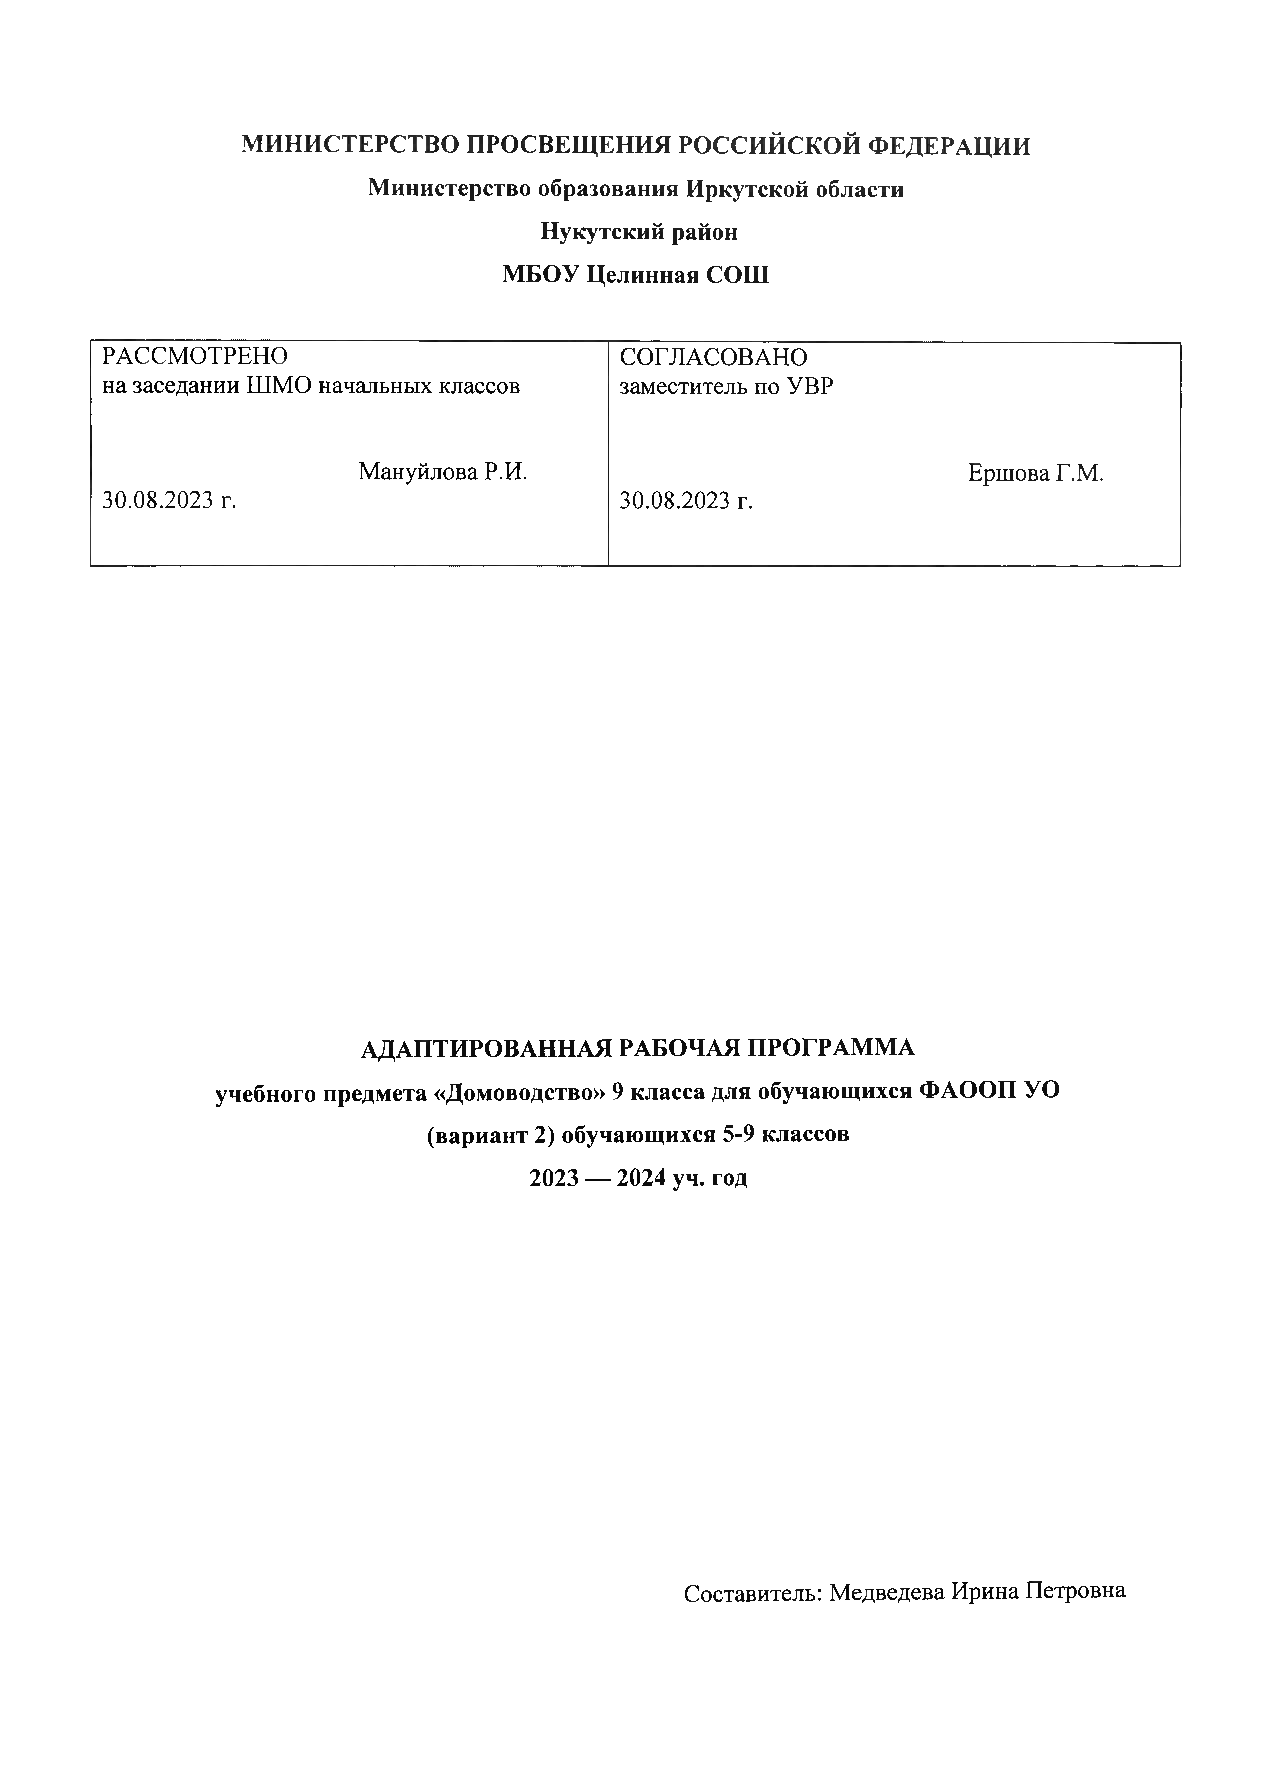 МИНИСТЕРСТВО ПРОСВЕЩЕНИЯ РОССИЙСКОЙ ФЕДЕРАЦИИ
Министерство образования Иркутской области
Нукутский район
МБОУ Целинная СОШ
РАССМОТРЕНО
на заседании ШМО начальных классов
Мануйлова Р.И.
30.08.2023 г.
СОГЛАСОВАНО
заместитель по УВР
Ершова Г.М.
30.08.2023 г.
АДАПТИРОВАННАЯ РАБОЧАЯ ПРОГРАММА
учебного предмета «Домоводство» 9 класса для обучающихся ФАООП УО
(вариант 2) обучающихся 5-9 классов
2023 — 2024 уч. год
Составитель: Медведева Ирина Петровна